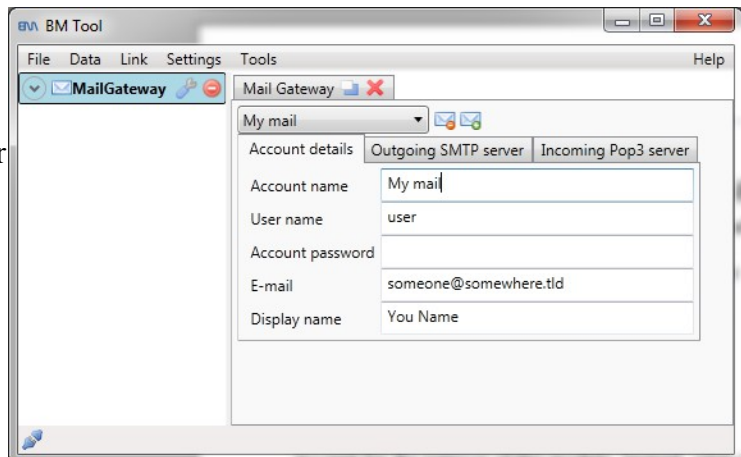 BM BM Tool
File Data Link Settings Tools Help
MailGateway Mail Gateway
My mail
r
Account details Outgoing SMTP server Incoming Pop3 server
Account name My mail
User name user
Account password
E-mail someone@somewhere.tld
Display name You Name